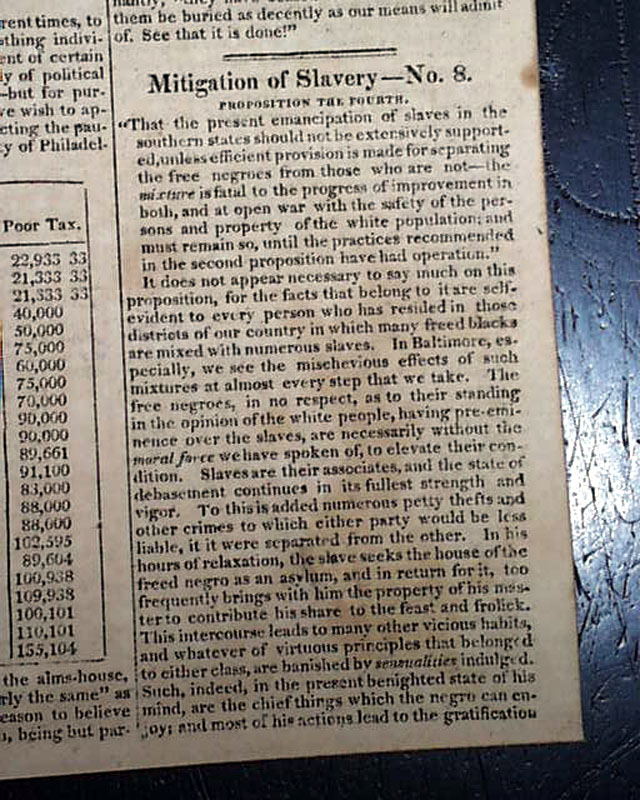 rent times, to
thing indivi-
ent of certain
y of political
—but for pur-
ve wish to ap-
cting the pau-
y of Philadel-
Poor Tax.
22,933 33
21,333 33
21,333 33
40,000
50,000
75,000
60,000
75,000
70,000
90,000
90,000
89,661
91,100
83,000
88,000
88,000
102,595
89,604
100,938
109,938
100,101
110,101
155,104
the alms-house,
rly the same" as
eason to believe
, being but par-
them be buried as decently as our means will admit
of. See that it is done!"
Mitigation of Slavery—No. 8.
PROPOSITION THE FOURTH.
"That the present emancipation of slaves in the
southern states should not be extensively support-
ed, unless efficient provision is made for separating
the free negroes from those who are not—the
mixture is fatal to the progress of improvement in
both, and at open war with the safety of the per-
sons and property of the white population; and
must remain so, until the practices recommended
in the second proposition have had operation."
It does not appear necessary to say much on this
proposition, for the facts that belong to it are self-
evident to every person who has resided in those
districts of our country in which many freed blacks
are mixed with numerous slaves. In Baltimore, es-
pecially, we see the mischevious effects of such
mixtures at almost every step that we take. The
free negroes, in no respect, as to their standing
in the opinion of the white people, having pre-emi-
nence over the slaves, are necessarily without the
moral force we have spoken of, to elevate their con-
dition. Slaves are their associates, and the state of
debasement continues in its fullest strength and
vigor. To this is added numerous petty thefts and
other crimes to which either party would be less
liable, it it were separated from the other. In his
hours of relaxation, the slave seeks the house of the
freed negro as an asylum, and in return for it, too
frequently brings with him the property of his mas-
ter to contribute his share to the feast and frolick.
This intercourse leads to many other vicious habits,
and whatever of virtuous principles that belonged
to either class, are banished by sensualities indulged.
Such, indeed, in the present benighted state of his
mind, are the chief things which the negro can en-
joy; and most of his actions lead to the gratification